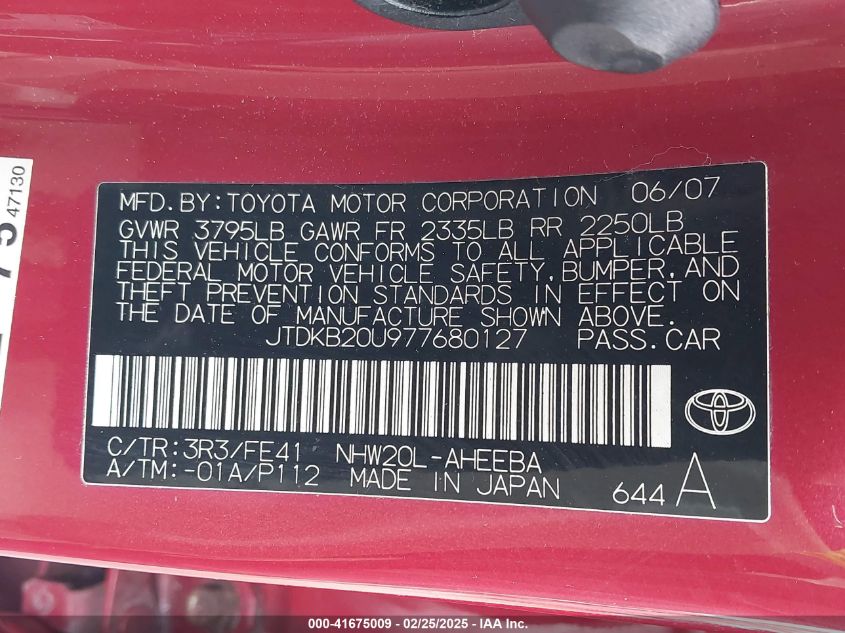 MFD. BY: TOYOTA MOTOR CORPORATION 06/07
GVWR 3795LB GAWR FR 2335LB RR 2250LB
THIS VEHICLE CONFORMS TO ALL APPLICABLE
FEDERAL MOTOR VEHICLE SAFETY, BUMPER, AND
THEFT PREVENTION STANDARDS IN EFFECT ON
THE DATE OF MANUFACTURE SHOWN ABOVE.
JTDKB20U977680127 PASS. CAR
C/TR: 3R3/FE41 NHW20L-AHEEBA
A/TM: -01A/P112 MADE IN JAPAN 644 A
47130
000-41675009 - 02/25/2025 - IAA Inc.